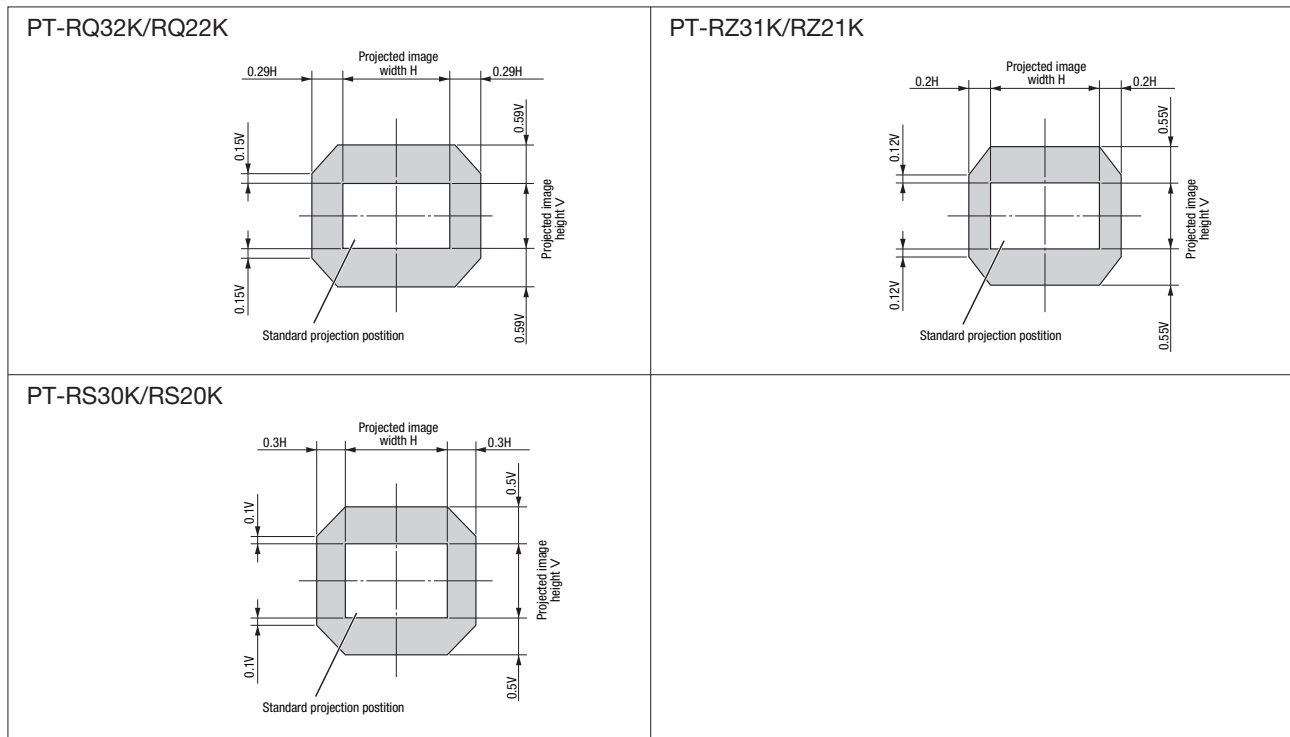 PT-RQ32K/RQ22K
Projected image
width H
0.29H
0.29H
0.59V
0.15V
Projected image
height V
0.15V
0.59V
Standard projection postition
PT-RZ31K/RZ21K
Projected image
width H
0.2H
0.2H
0.55V
0.12V
Projected image
height V
0.12V
0.55V
Standard projection postition
PT-RS30K/RS20K
Projected image
width H
0.3H
0.3H
0.5V
0.1V
Projected image
height V
0.1V
0.5V
Standard projection postition